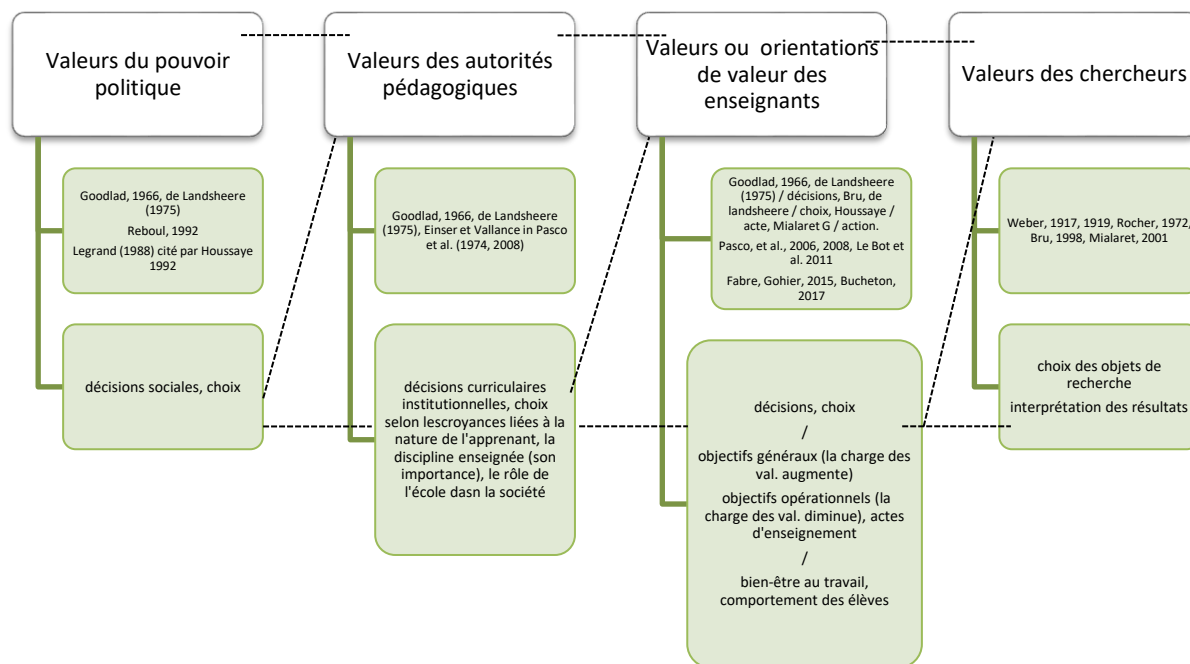 Valeurs du pouvoir
politique
Goodlad, 1966, de Landsheere
(1975)
Reboul, 1992
Legrand (1988) cité par Houssaye
1992
décisions sociales, choix
Valeurs des autorités
pédagogiques
Goodlad, 1966, de Landsheere
(1975), Einser et Vallance in Pasco
et al. (1974, 2008)
décisions curriculaires
institutionnelles, choix
selon lescroyances liées à la
nature de l'apprenant, la
discipline enseignée (son
importance), le rôle de
l'école dasn la société
Valeurs ou orientations
de valeur des
enseignants
Goodlad, 1966, de Landsheere
(1975) / décisions, Bru, de
landsheere / choix, Houssaye /
acte, Mialaret G / action.
Pasco, et al., 2006, 2008, Le Bot et
al. 2011
Fabre, Gohier, 2015, Bucheton,
2017
décisions, choix
/
objectifs généraux (la charge des
val. augmente)
objectifs opérationnels (la
charge des val. diminue), actes
d'enseignement
/
bien-être au travail,
comportement des élèves
Valeurs des chercheurs
Weber, 1917, 1919, Rocher, 1972,
Bru, 1998, Mialaret, 2001
choix des objets de
recherche
interprétation des résultats